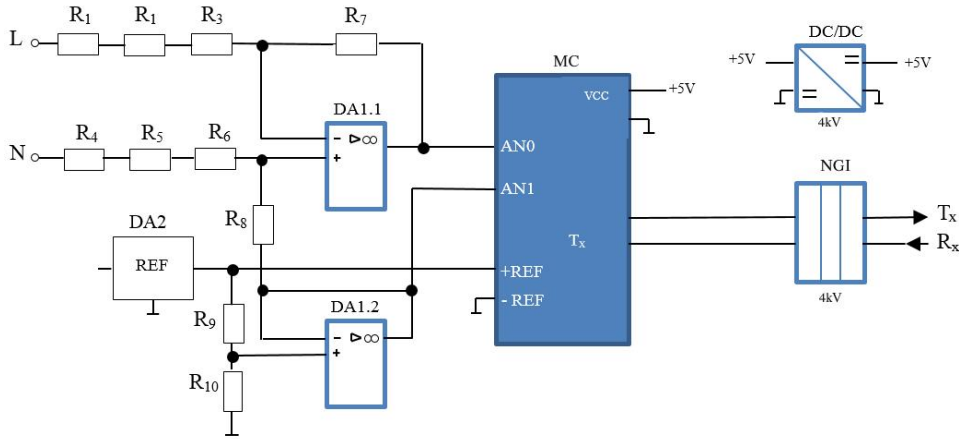 R1 R1 R3 R7
L
DC/DC
+5V = +5V
=
4kV
MC
VCC +5V
DA1.1
- ⊳∞
+
N R4 R5 R6
AN0
AN1
NGI
R8
DA2
REF
Tx
Tx
Rx
+REF
- REF
4kV
DA1.2
R9
- ⊳∞
+
R10